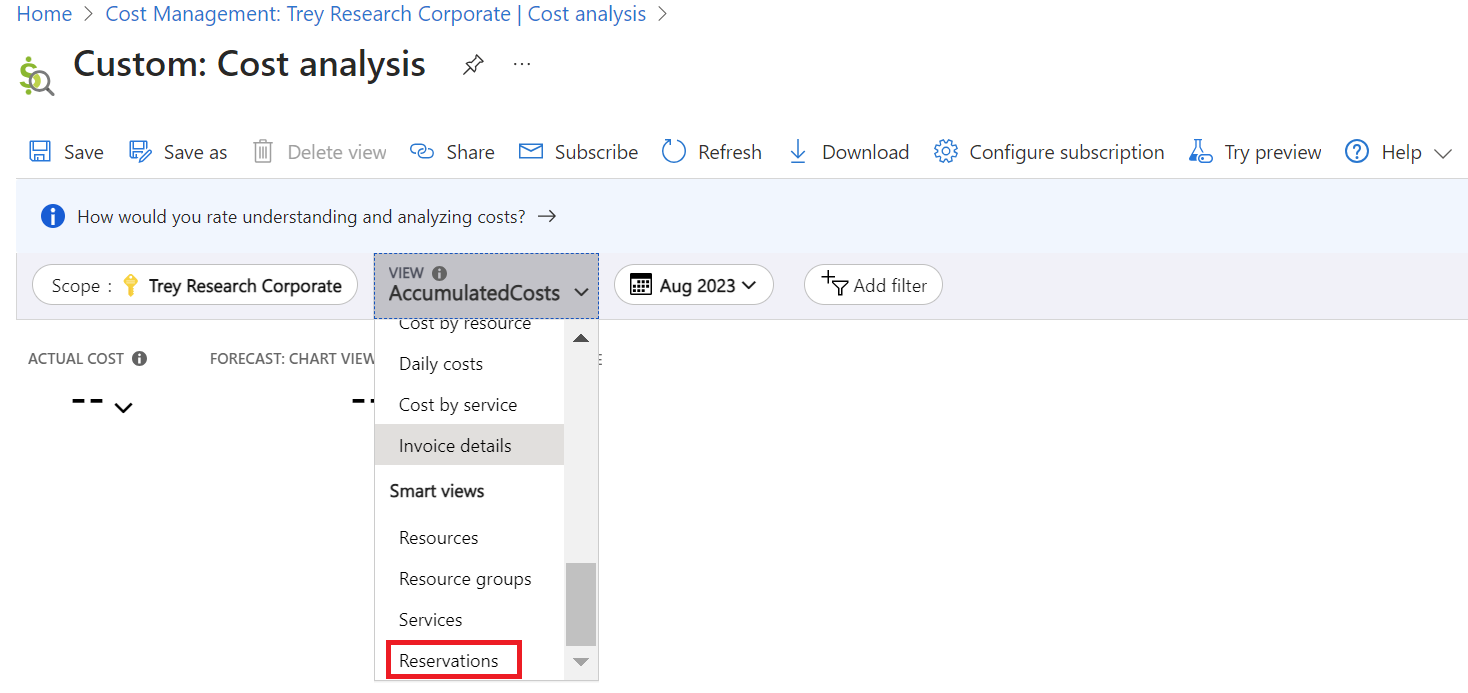 Home > Cost Management: Trey Research Corporate | Cost analysis >
Custom: Cost analysis ...
Save Save as Delete view Share Subscribe Refresh Download Configure subscription Try preview Help
How would you rate understanding and analyzing costs? →
Scope : Trey Research Corporate
VIEW
AccumulatedCosts
Aug 2023
Add filter
ACTUAL COST
FORECAST: CHART VIEW
--
--
Cost by resource
Daily costs
Cost by service
Invoice details
Smart views
Resources
Resource groups
Services
Reservations